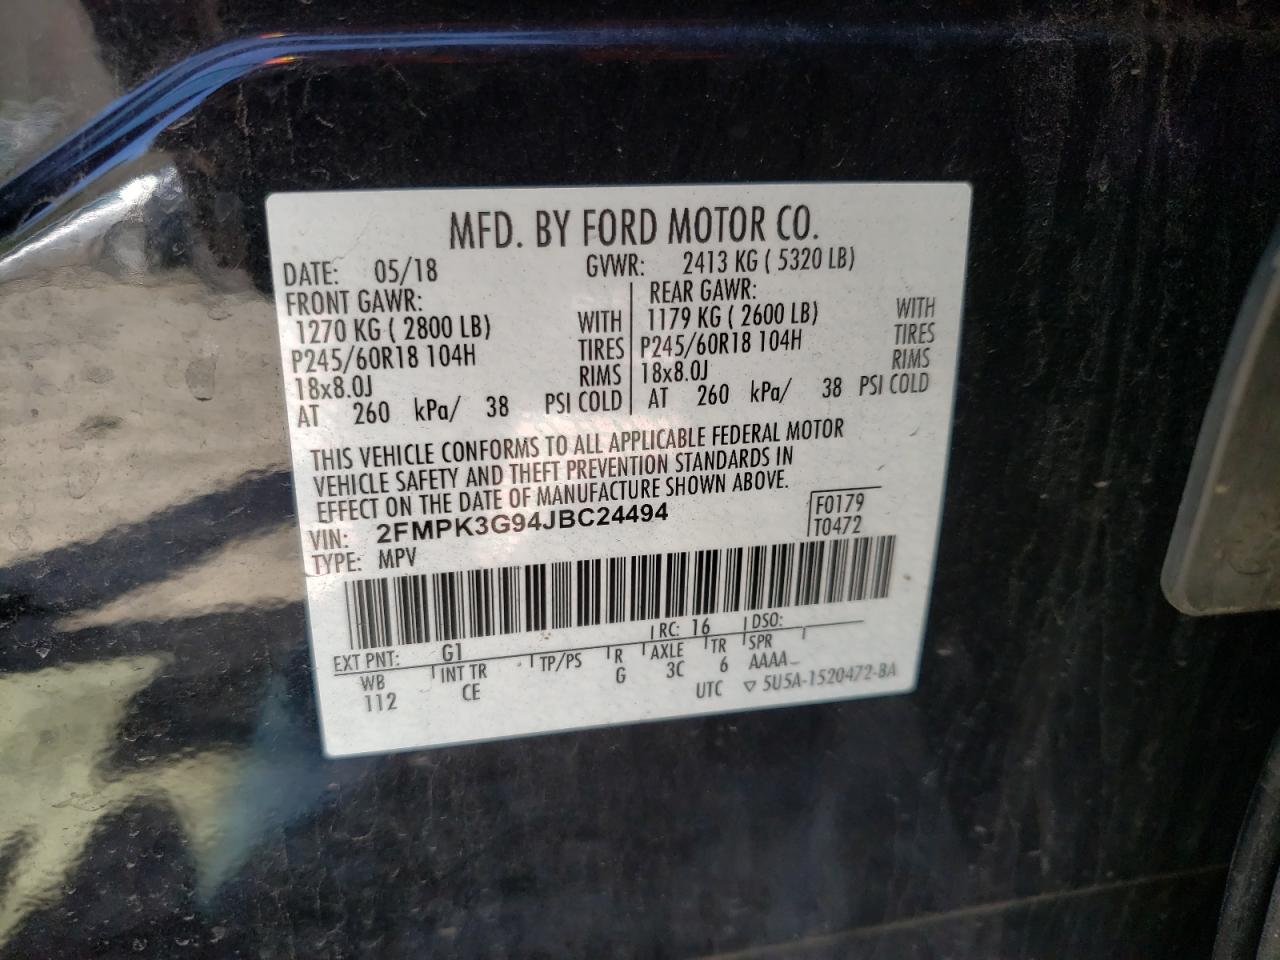 MFD. BY FORD MOTOR CO.
DATE: 05/18 GVWR: 2413 KG ( 5320 LB)
FRONT GAWR: REAR GAWR:
1270 KG ( 2800 LB) WITH 1179 KG ( 2600 LB) WITH
P245/60R18 104H TIRES P245/60R18 104H TIRES
18x8.0J RIMS 18x8.0J RIMS
AT 260 kPa/ 38 PSI COLD AT 260 kPa/ 38 PSI COLD
THIS VEHICLE CONFORMS TO ALL APPLICABLE FEDERAL MOTOR
VEHICLE SAFETY AND THEFT PREVENTION STANDARDS IN
EFFECT ON THE DATE OF MANUFACTURE SHOWN ABOVE.
VIN: 2FMPK3G94JBC24494 F0179
TYPE: MPV T0472
EXT PNT: G1 RC: 16 DSO:
WB INT TR TP/PS R AXLE TR SPR
112 CE G 3C 6 AAAA
UTC ▽ 5U5A-1520472-BA